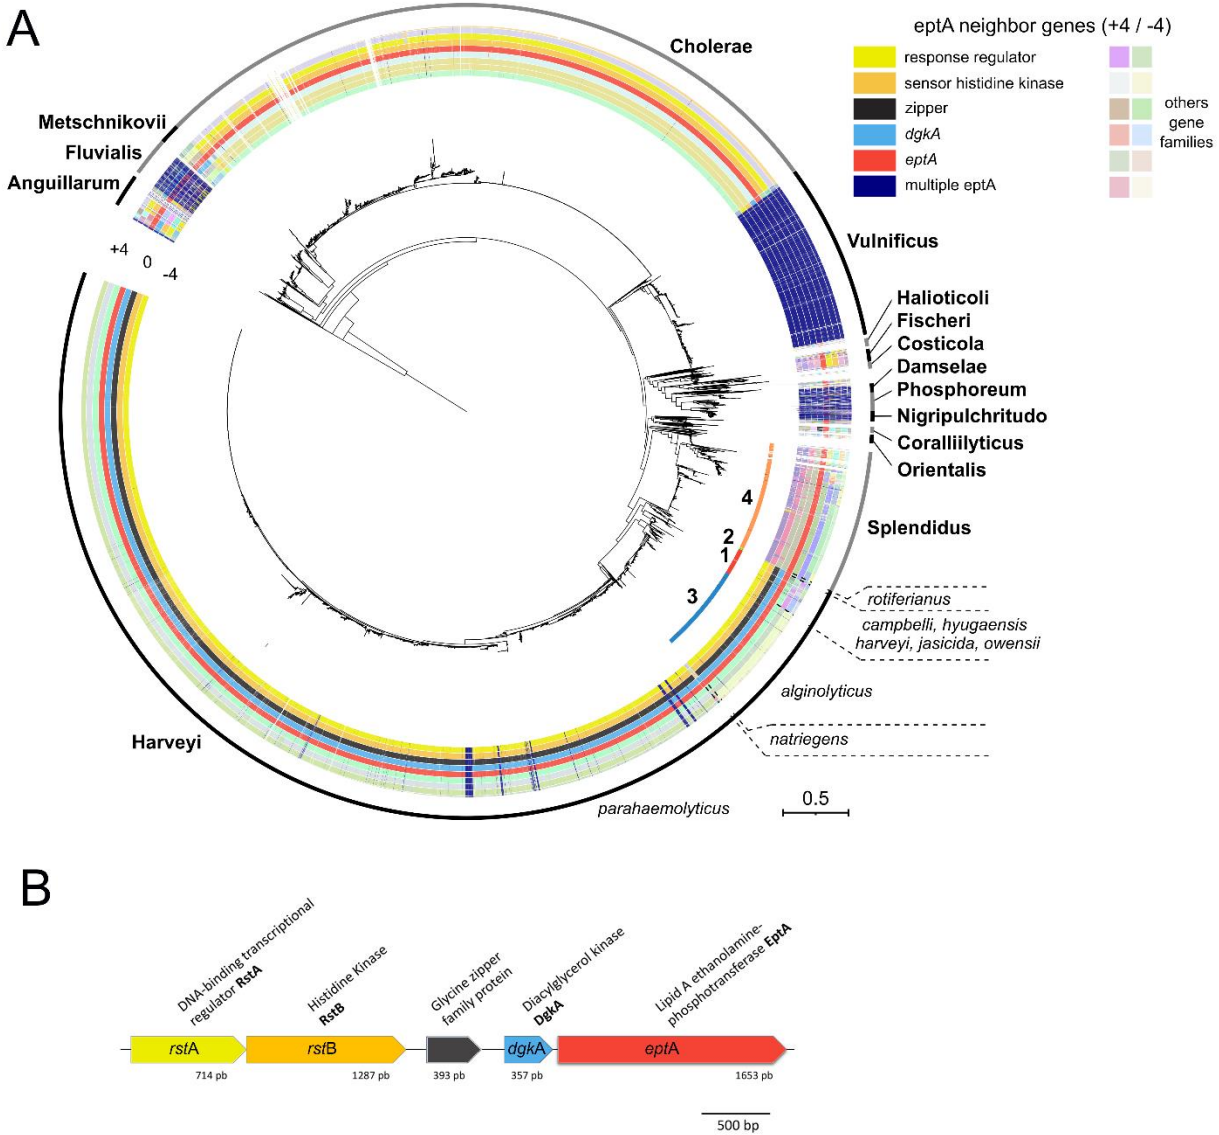 A
eptA neighbor genes (+4 / -4)
response regulator
sensor histidine kinase
zipper
dgkA
eptA
multiple eptA
others
gene
families
Cholerae
Metschnikovii
Fluvialis
Anguillarum
+4
0
-4
Vulnificus
Halioticoli
Fischeri
Costicola
Damselae
Phosphoreum
Nigripulchritudo
Coralliilyticus
Orientalis
Splendidus
4
2
1
3
rotiferianus
campbelli, hyugaensis
harveyi, jasicida, owensii
alginolyticus
natriegens
Harveyi
parahaemolyticus
0.5
B
DNA-binding transcriptional
regulator RstA
Histidine Kinase
RstB
Glycine zipper
family protein
Diacylglycerol kinase
DgkA
Lipid A ethanolamine-
phosphotransferase EptA
rstA
rstB
dgkA
eptA
714 pb
1287 pb
393 pb
357 pb
1653 pb
500 bp